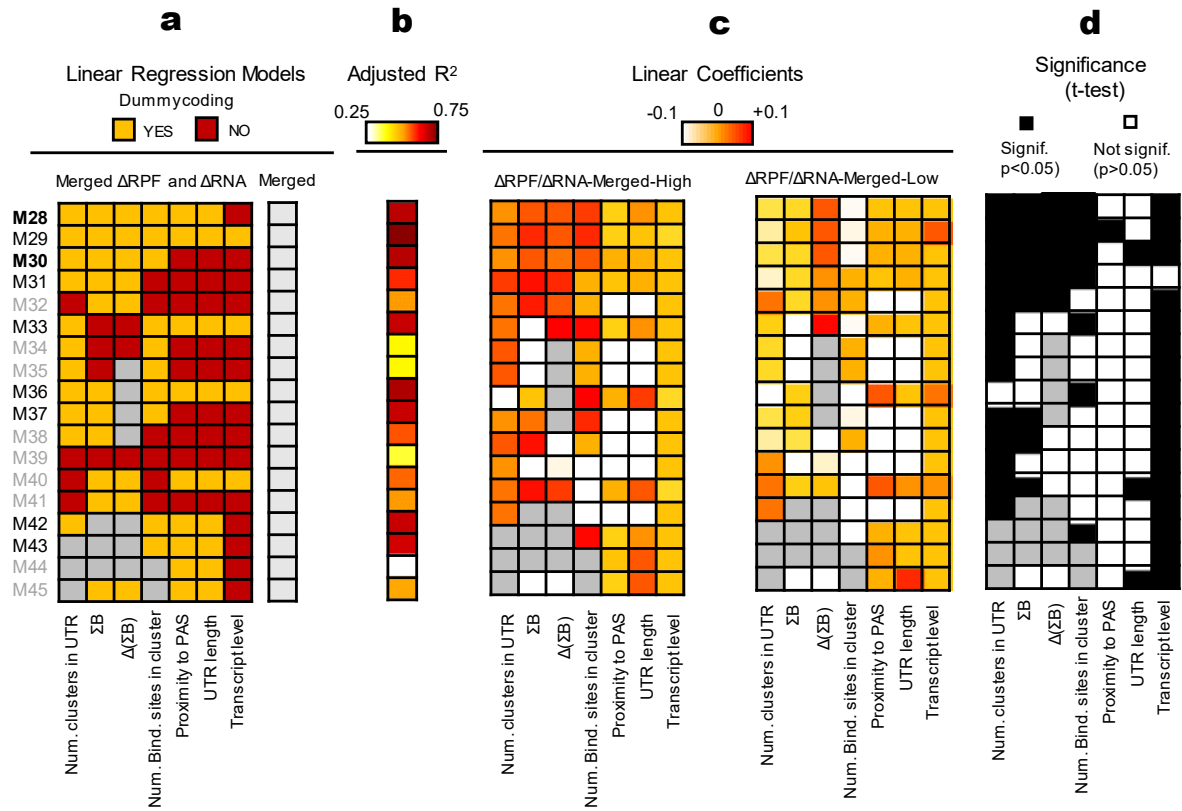 a
b
c
d
Linear Regression Models
Dummycoding
YES
NO
Merged ΔRPF and ΔRNA
Merged
Adjusted R²
0.25
0.75
Linear Coefficients
-0.1
0
+0.1
ΔRPF/ΔRNA-Merged-High
ΔRPF/ΔRNA-Merged-Low
Significance
(t-test)
Signif.
p<0.05)
Not signif.
(p>0.05)
M28
M29
M30
M31
M32
M33
M34
M35
M36
M37
M38
M39
M40
M41
M42
M43
M44
M45
Num. clusters in UTR
ΣB
Δ(ΣB)
Num. Bind. sites in cluster
Proximity to PAS
UTR length
Transcript level
Num. clusters in UTR
ΣB
Δ(ΣB)
Num. Bind. sites in cluster
Proximity to PAS
UTR length
Transcript level
Num. clusters in UTR
ΣB
Δ(ΣB)
Num. Bind. sites in cluster
Proximity to PAS
UTR length
Transcript level
Num. clusters in UTR
ΣB
Δ(ΣB)
Num. Bind. sites in cluster
Proximity to PAS
UTR length
Transcript level